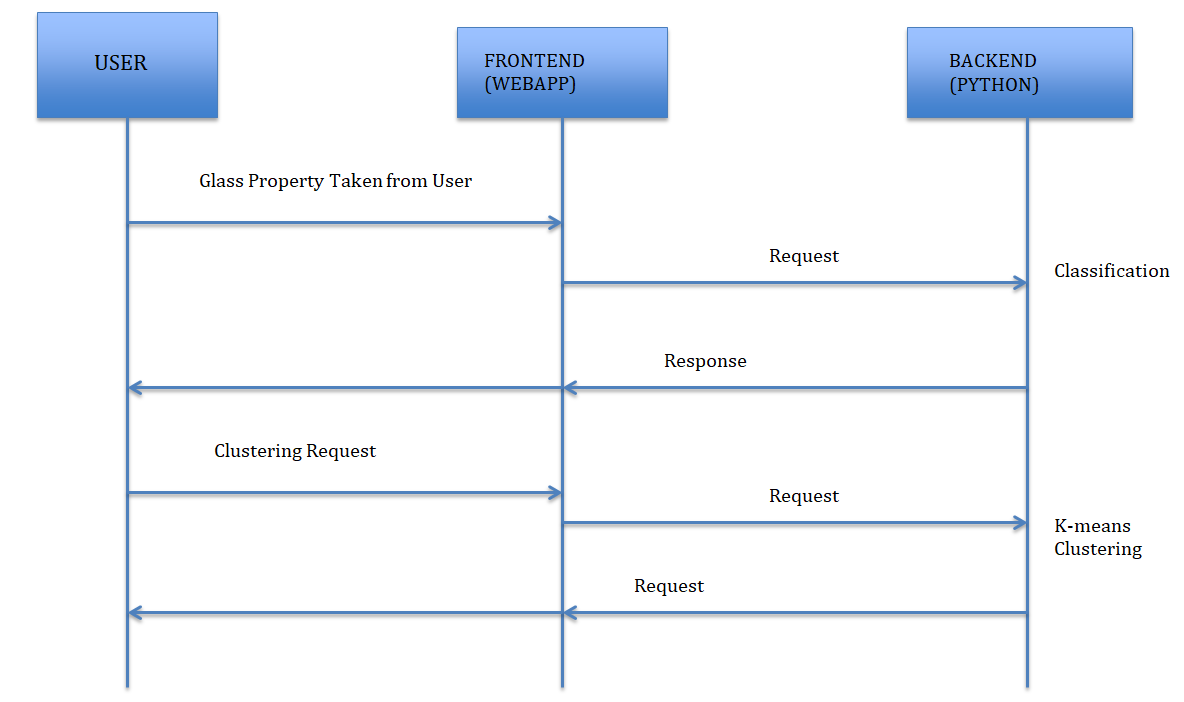 USER
FRONTEND
(WEBAPP)
BACKEND
(PYTHON)
Glass Property Taken from User
Request
Classification
Response
Clustering Request
Request
K-means
Clustering
Request